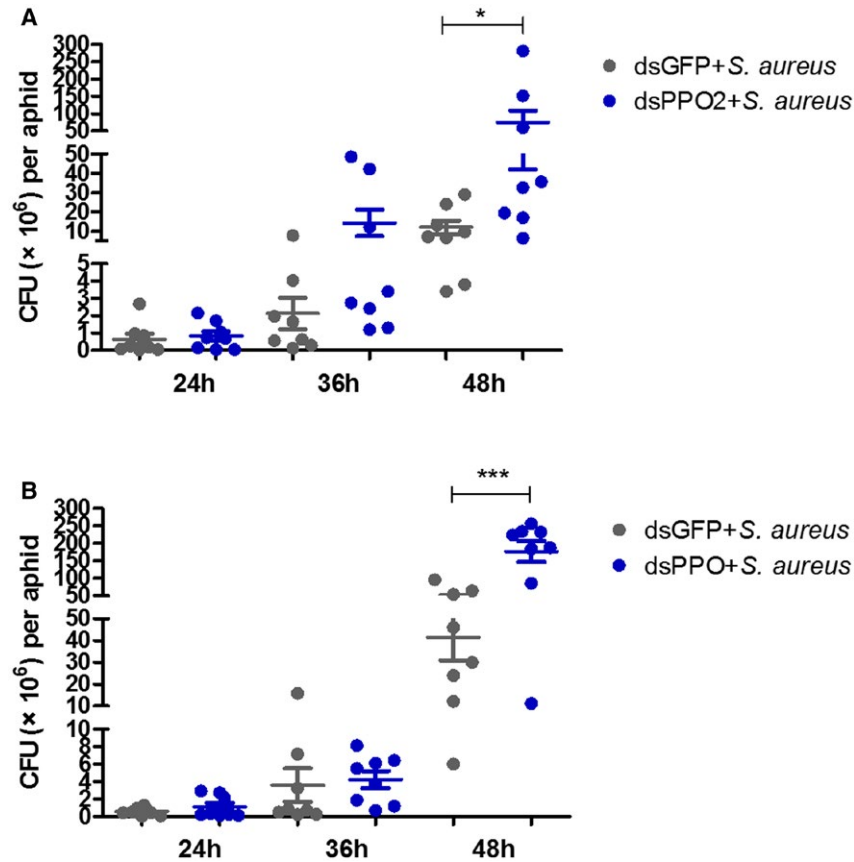 A
*
CFU (× 10⁶) per aphid
300
250
200
150
100
50
50
40
30
20
10
5
4
3
2
1
0
24h
36h
48h
dsGFP+S. aureus
dsPPO2+S. aureus
B
***
CFU (× 10⁶) per aphid
300
250
200
150
100
50
50
40
30
20
10
10
8
6
4
2
0
24h
36h
48h
dsGFP+S. aureus
dsPPO+S. aureus